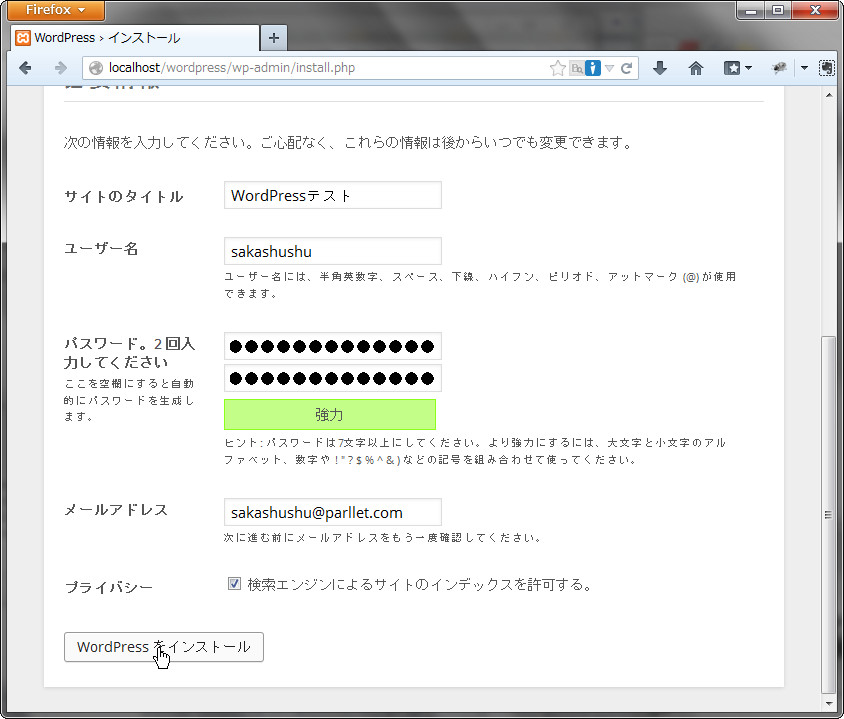 Firefox
WordPress › インストール
localhost/wordpress/wp-admin/install.php
次の情報を入力してください。ご心配なく、これらの情報は後からいつでも変更できます。
サイトのタイトル
WordPressテスト
ユーザー名
sakashushu
ユーザー名には、半角英数字、スペース、下線、ハイフン、ピリオド、アットマーク (@) が使用
できます。
パスワード。2 回入
力してください
ここを空欄にすると自動
的にパスワードを生成し
ます。
●●●●●●●●●●●●●
●●●●●●●●●●●●●
強力
ヒント: パスワードは7文字以上にしてください。より強力にするには、大文字と小文字のアル
ファベット、数字や ! " ? $ % ^ & ) などの記号を組み合わせて使ってください。
メールアドレス
sakashushu@parllet.com
次に進む前にメールアドレスをもう一度確認してください。
プライバシー
検索エンジンによるサイトのインデックスを許可する。
WordPress をインストール